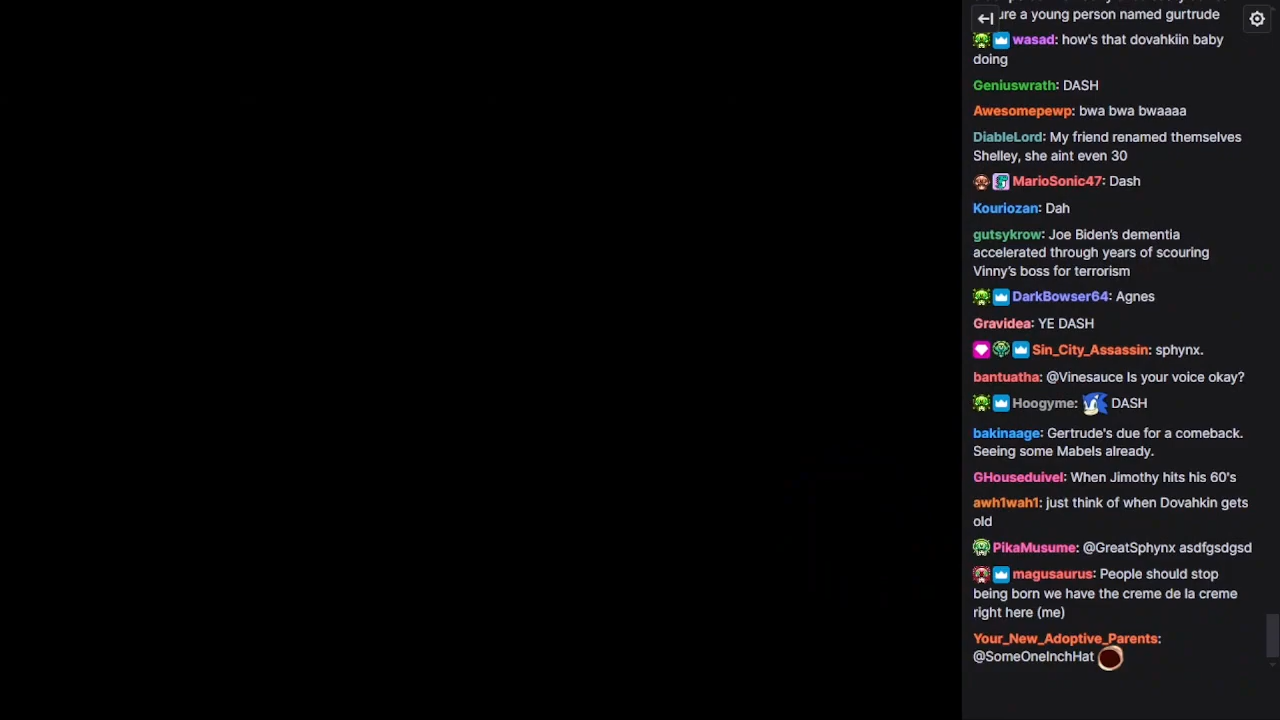 ure a young person named gurtrude
wasad: how's that dovahkiin baby
doing
Geniuswrath: DASH
Awesomepewp: bwa bwa bwaaaa
DiableLord: My friend renamed themselves
Shelley, she aint even 30
MarioSonic47: Dash
Kouriozan: Dah
gutsykrow: Joe Biden’s dementia
accelerated through years of scouring
Vinny’s boss for terrorism
DarkBowser64: Agnes
Gravidea: YE DASH
Sin_City_Assassin: sphynx.
bantuatha: @Vinesauce Is your voice okay?
Hoogyme: DASH
bakinaage: Gertrude's due for a comeback.
Seeing some Mabels already.
GHouseduivel: When Jimothy hits his 60's
awh1wah1: just think of when Dovahkin gets
old
PikaMusume: @GreatSphynx asdfgsdgsd
magusaurus: People should stop
being born we have the creme de la creme
right here (me)
Your_New_Adoptive_Parents:
@SomeOneInchHat